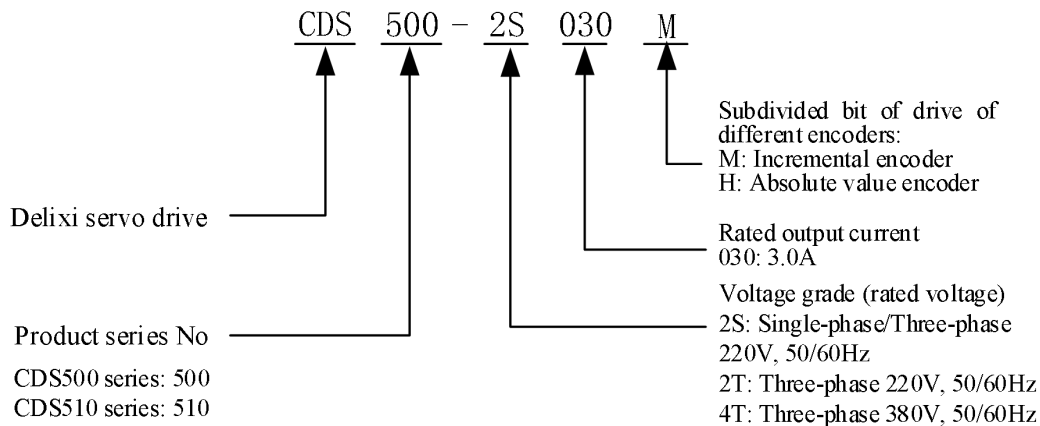 CDS 500 - 2S 030 M
Subdivided bit of drive of
different encoders:
M: Incremental encoder
H: Absolute value encoder
Delixi servo drive
Rated output current
030: 3.0A
Voltage grade (rated voltage)
2S: Single-phase/Three-phase
220V, 50/60Hz
2T: Three-phase 220V, 50/60Hz
4T: Three-phase 380V, 50/60Hz
Product series No
CDS500 series: 500
CDS510 series: 510